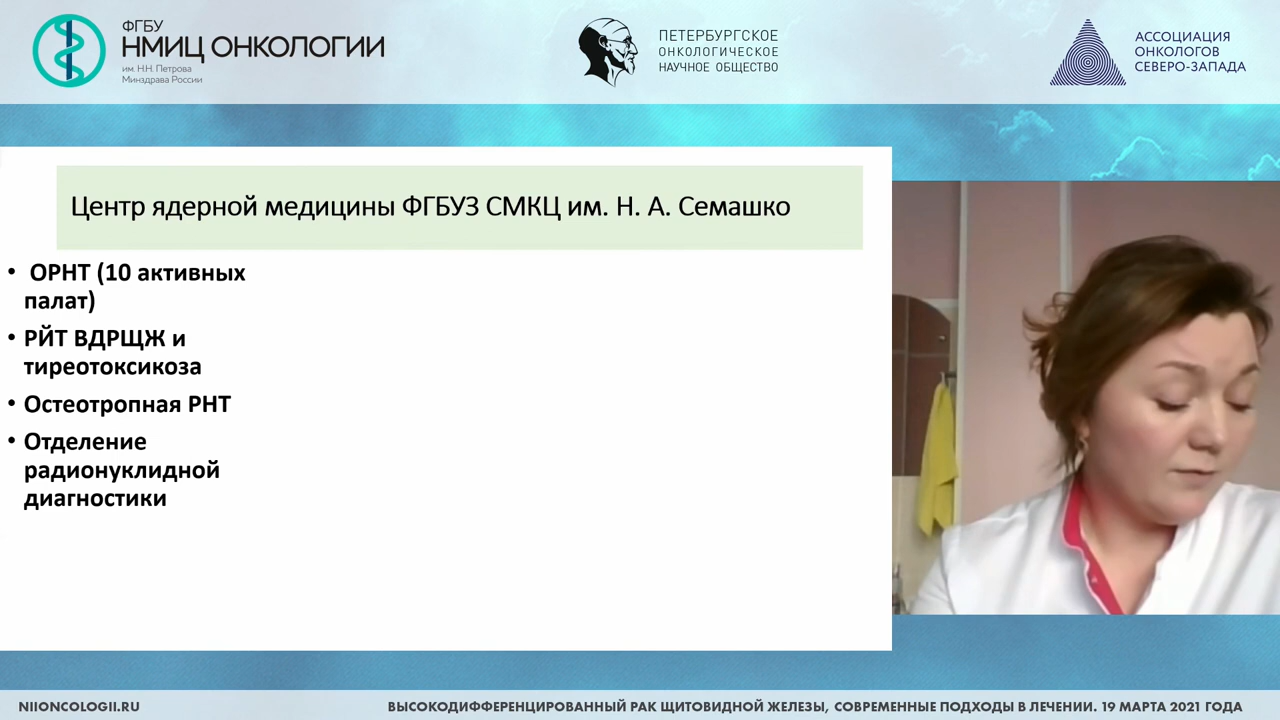 ФГБУ
НМИЦ ОНКОЛОГИИ
им. Н.Н. Петрова
Минздрава России
ПЕТЕРБУРГСКОЕ
ОНКОЛОГИЧЕСКОЕ
НАУЧНОЕ ОБЩЕСТВО
АССОЦИАЦИЯ
ОНКОЛОГОВ
СЕВЕРО-ЗАПАДА
Центр ядерной медицины ФГБУЗ СМКЦ им. Н. А. Семашко
• ОРНТ (10 активных
палат)
• РЙТ ВДРЩЖ и
тиреотоксикоза
• Остеотропная РНТ
• Отделение
радионуклидной
диагностики
NIIONCOLOGII.RU
ВЫСОКОДИФФЕРЕНЦИРОВАННЫЙ РАК ЩИТОВИДНОЙ ЖЕЛЕЗЫ, СОВРЕМЕННЫЕ ПОДХОДЫ В ЛЕЧЕНИИ. 19 МАРТА 2021 ГОДА